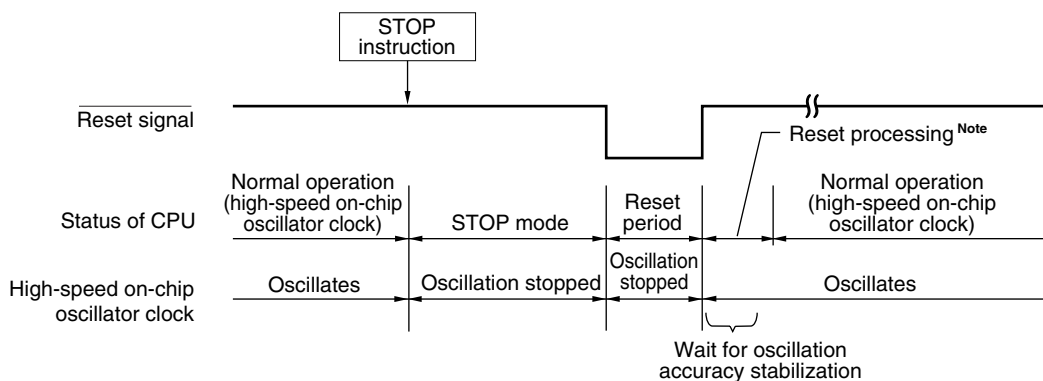 STOP
instruction
Reset signal
Reset processing Note
Status of CPU
Normal operation
(high-speed on-chip
oscillator clock)
STOP mode
Reset
period
Normal operation
(high-speed on-chip
oscillator clock)
High-speed on-chip
oscillator clock
Oscillates
Oscillation stopped
Oscillation
stopped
Oscillates
Wait for oscillation
accuracy stabilization